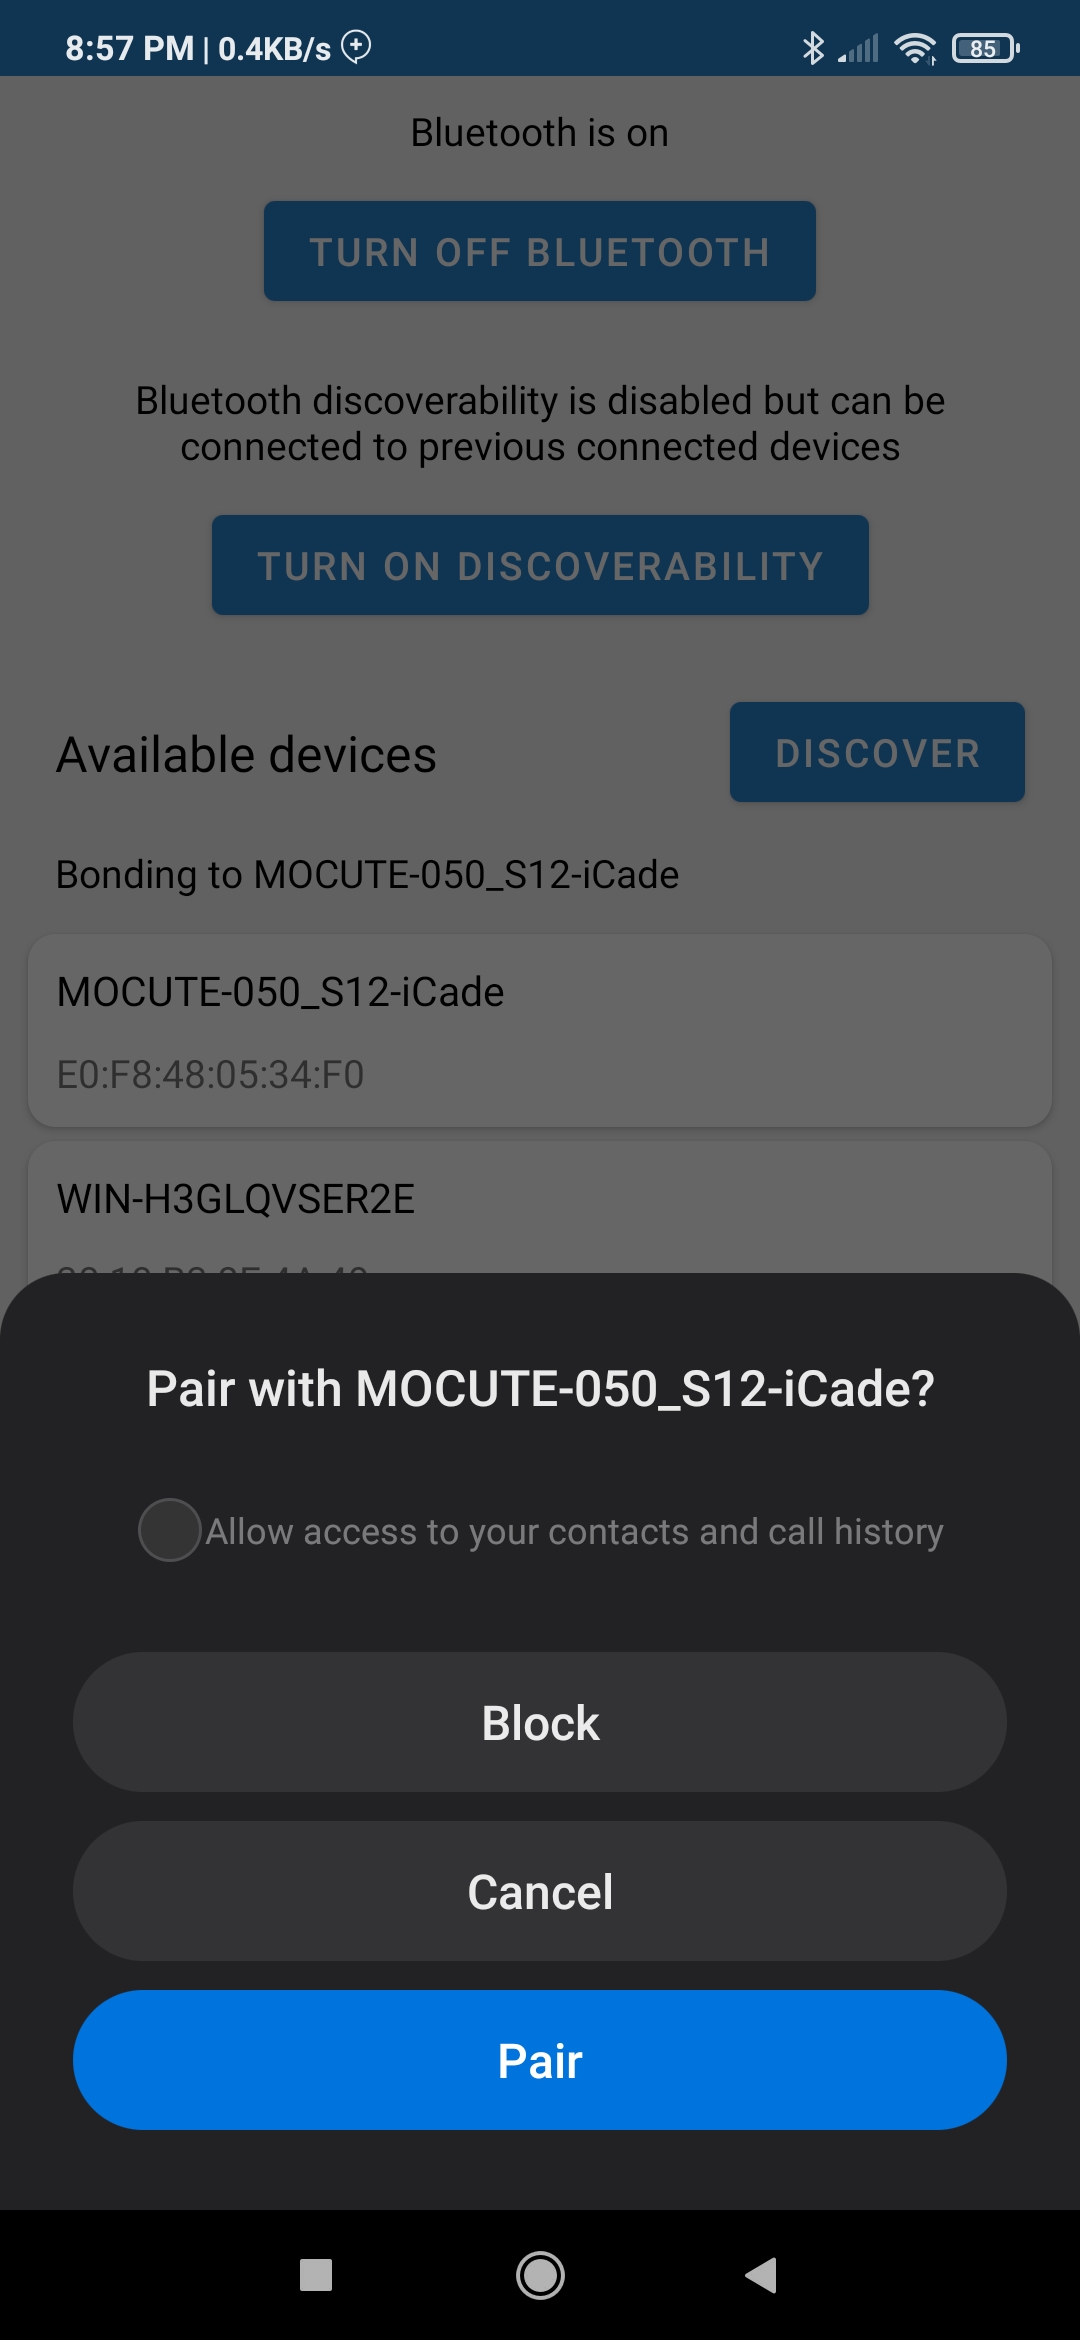 8:57 PM | 0.4KB/s
85
Bluetooth is on
TURN OFF BLUETOOTH
Bluetooth discoverability is disabled but can be
connected to previous connected devices
TURN ON DISCOVERABILITY
Available devices
DISCOVER
Bonding to MOCUTE-050_S12-iCade
MOCUTE-050_S12-iCade
E0:F8:48:05:34:F0
WIN-H3GLQVSER2E
Pair with MOCUTE-050_S12-iCade?
Allow access to your contacts and call history
Block
Cancel
Pair